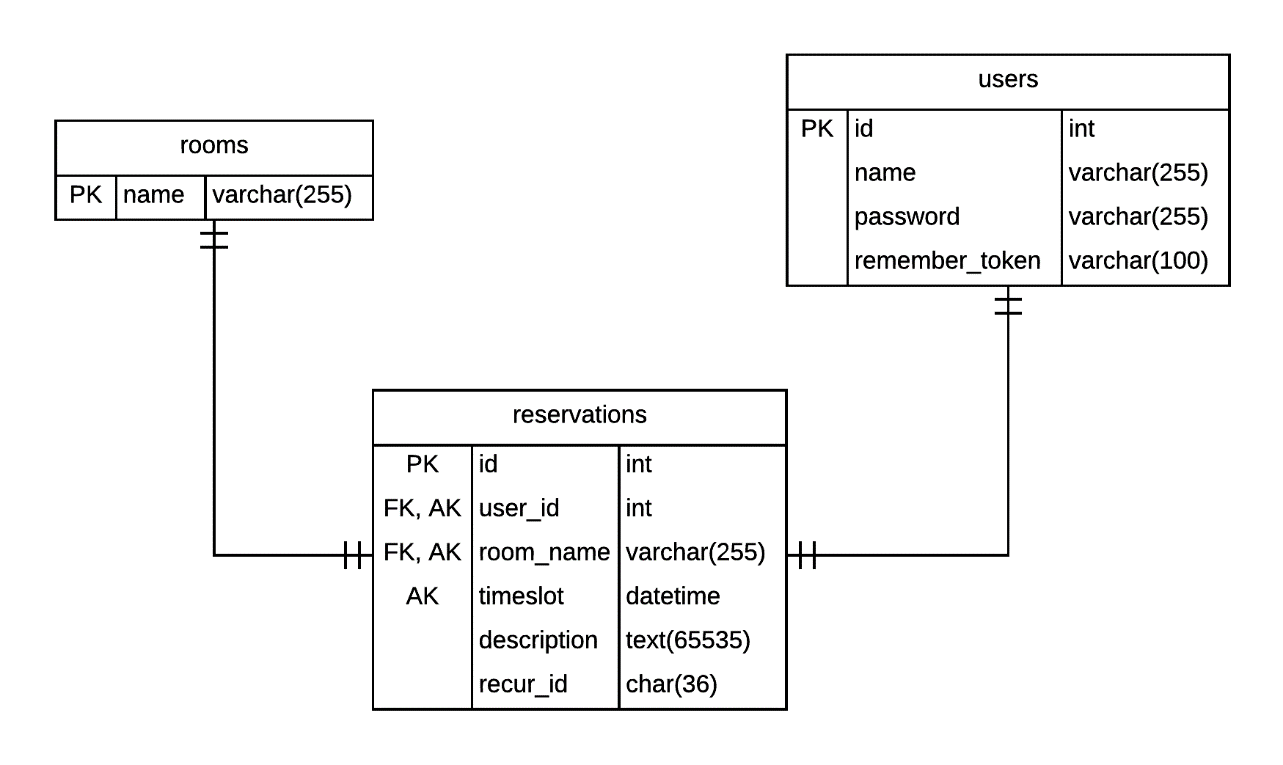 users
PK id int
name varchar(255)
password varchar(255)
remember_token varchar(100)
rooms
PK name varchar(255)
reservations
PK id int
FK, AK user_id int
FK, AK room_name varchar(255)
AK timeslot datetime
description text(65535)
recur_id char(36)